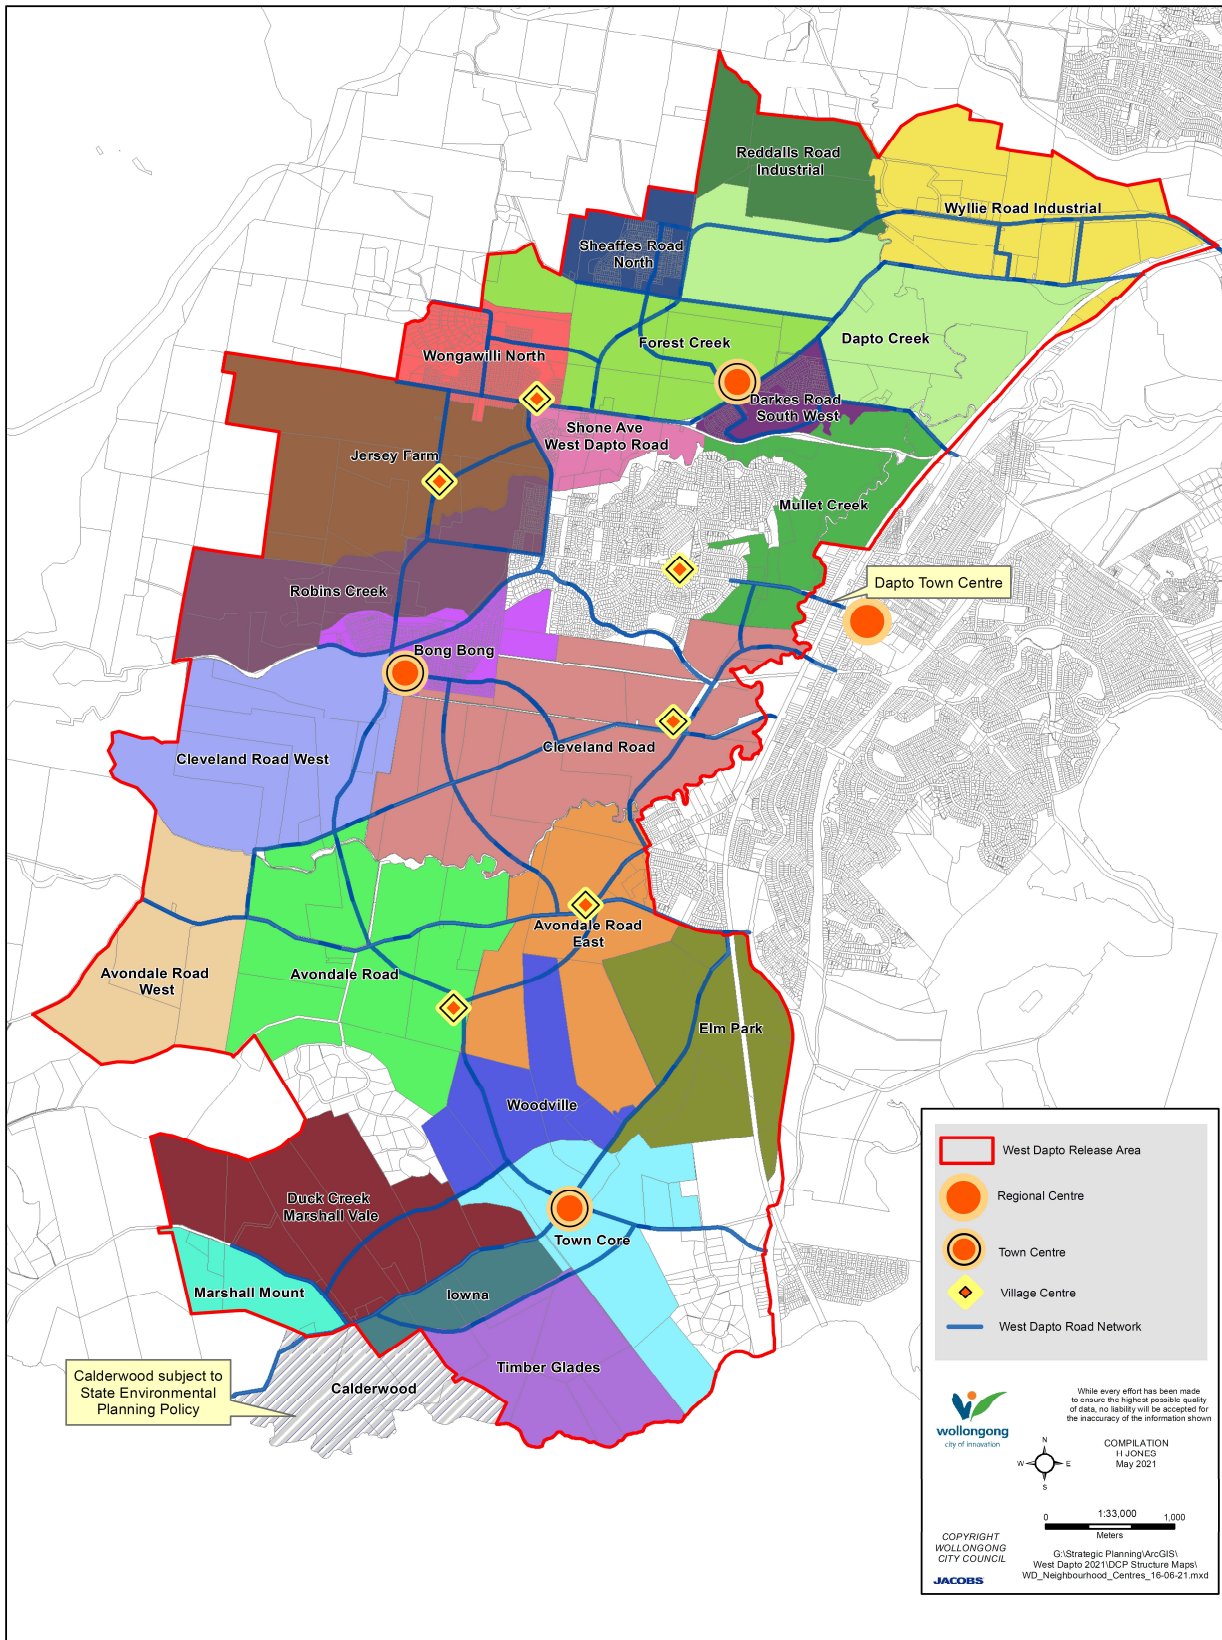 Reddalls Road
Industrial
Wyllie Road Industrial
Sheaffes Road
North
Forest Creek
Dapto Creek
Wongawilli North
Darkes Road
South West
Shone Ave
West Dapto Road
Jersey Farm
Mullet Creek
Dapto Town Centre
Robins Creek
Bong Bong
Cleveland Road
Cleveland Road West
Avondale Road
East
Avondale Road
West
Avondale Road
Elm Park
Woodville
Duck Creek
Marshall Vale
Town Core
Marshall Mount
Iowna
Timber Glades
Calderwood
Calderwood subject to
State Environmental
Planning Policy
West Dapto Release Area
Regional Centre
Town Centre
Village Centre
West Dapto Road Network
wollongong
city of innovation
While every effort has been made
to ensure the highest possible quality
of data, no liability will be accepted for
the inaccuracy of the information shown
N
W E
S
COMPILATION
H JONES
May 2021
0 1:33,000 1,000
Meters
COPYRIGHT
WOLLONGONG
CITY COUNCIL
JACOBS
G:\Strategic Planning\ArcGIS\
West Dapto 2021\DCP Structure Maps\
WD_Neighbourhood_Centres_16-06-21.mxd